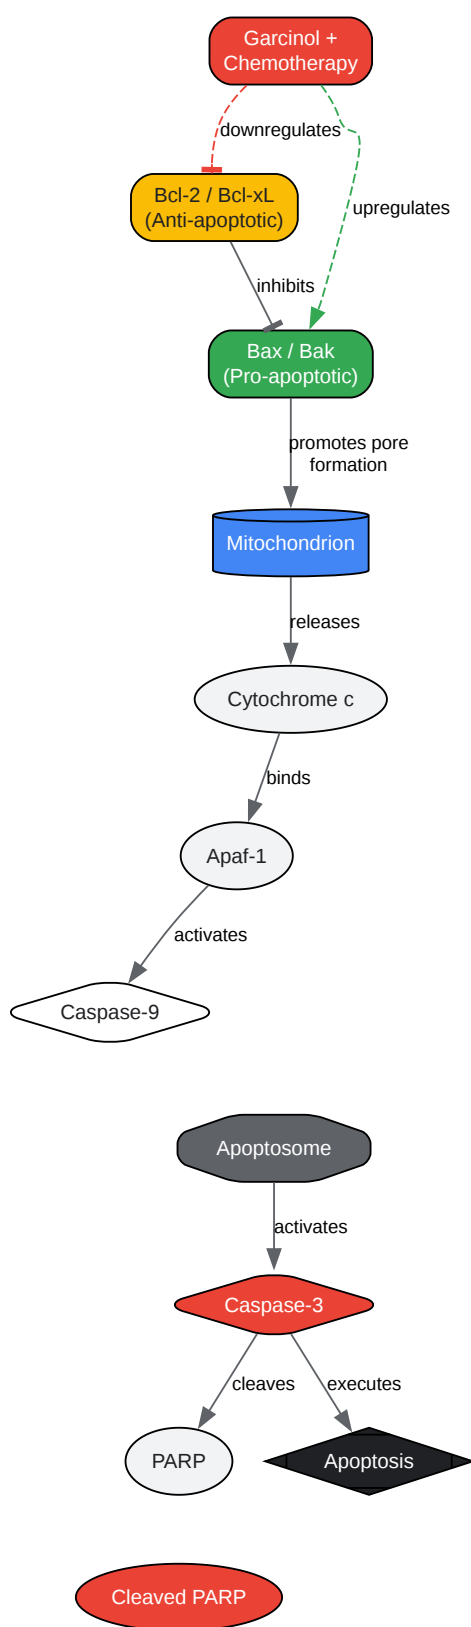 Garcinol +
Chemotherapy
downregulates
Bcl-2 / Bcl-xL
(Anti-apoptotic)
upregulates
inhibits
Bax / Bak
(Pro-apoptotic)
promotes pore
formation
Mitochondrion
releases
Cytochrome c
binds
Apaf-1
activates
Caspase-9
Apoptosome
activates
Caspase-3
cleaves
executes
PARP
Apoptosis
Cleaved PARP